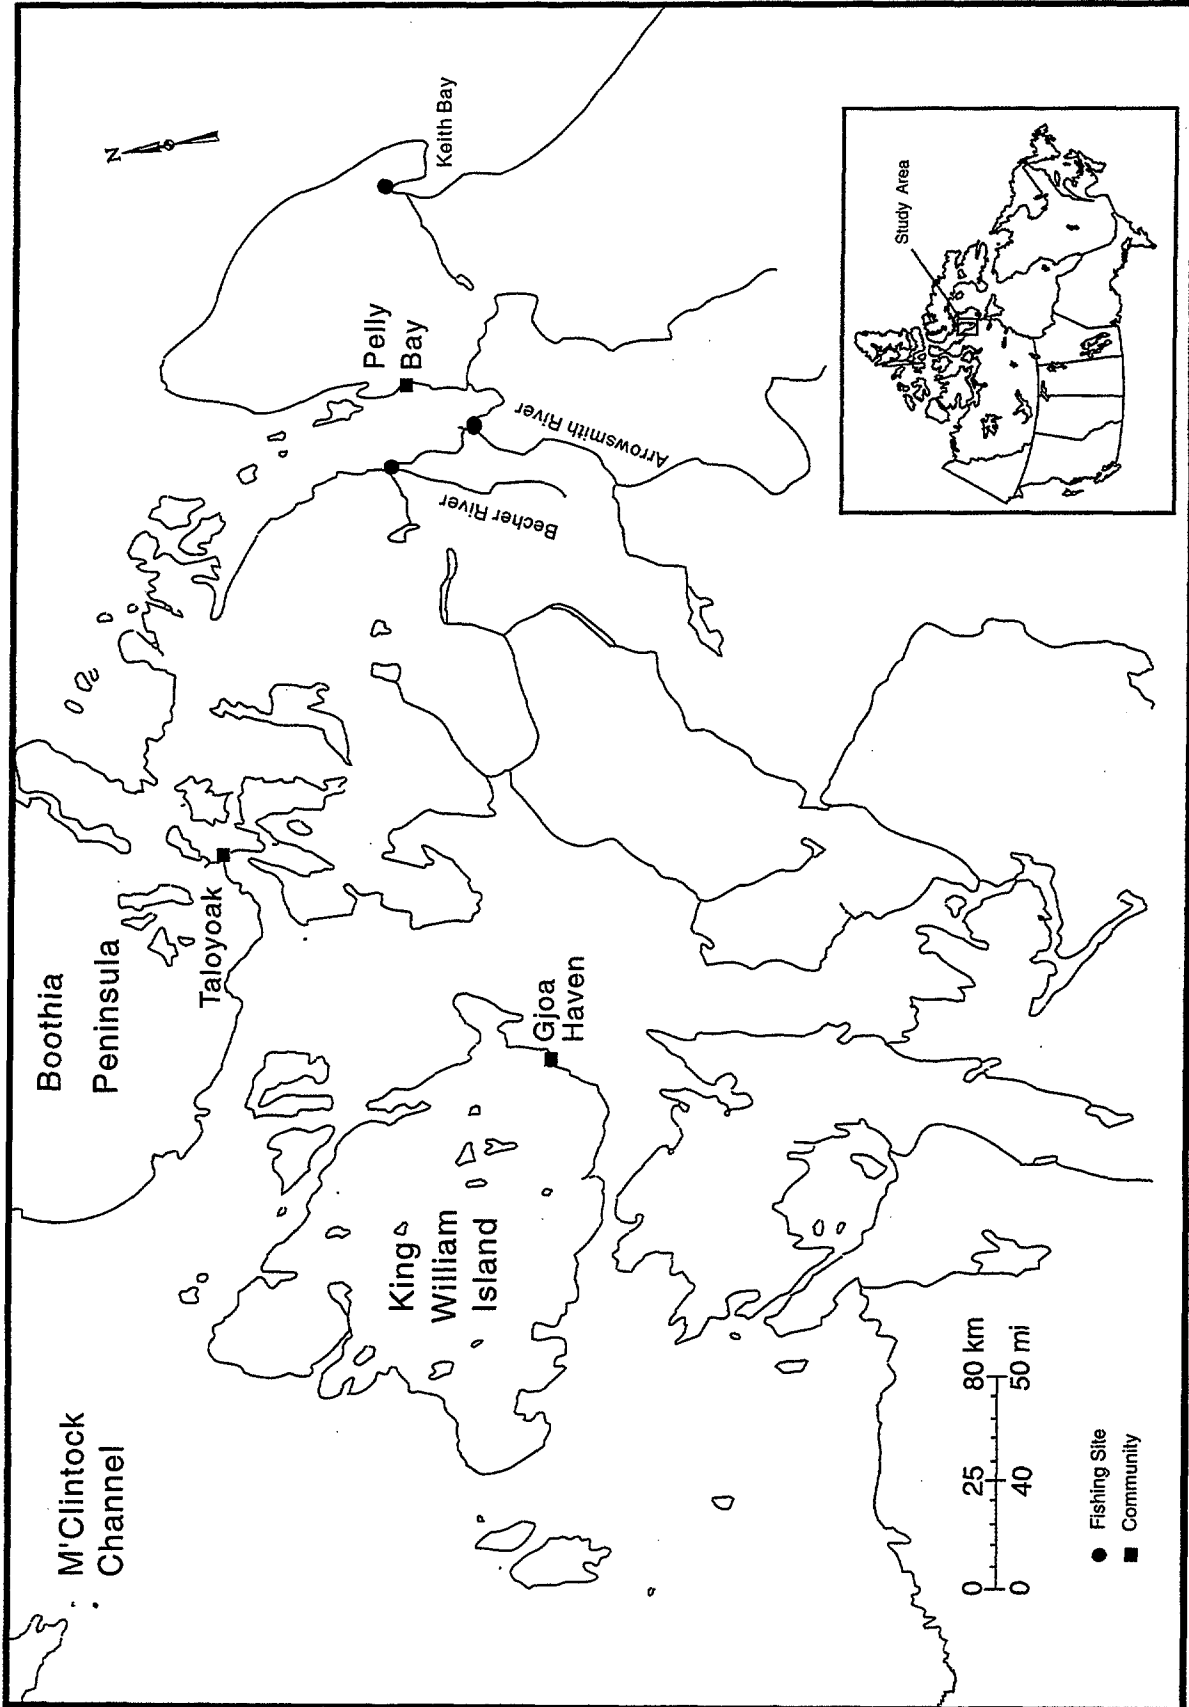 M'Clintock
Channel
Boothia
Peninsula
Taloyoak
N
Keith Bay
Pelly
Bay
Arrowsmith River
Becher River
Gjoa
Haven
King
William
Island
Study Area
0 25 80 km
0 40 50 mi
Fishing Site
Community